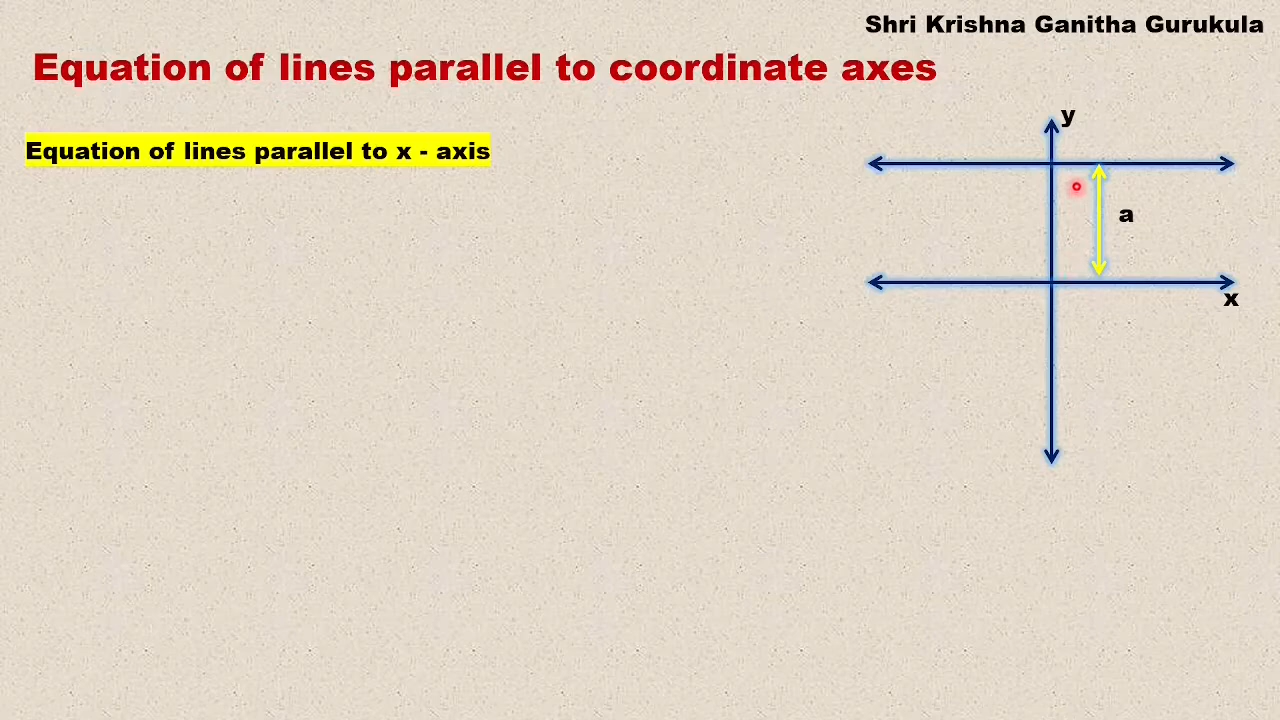 Shri Krishna Ganitha Gurukula
Equation of lines parallel to coordinate axes
Equation of lines parallel to x - axis
y
a
x